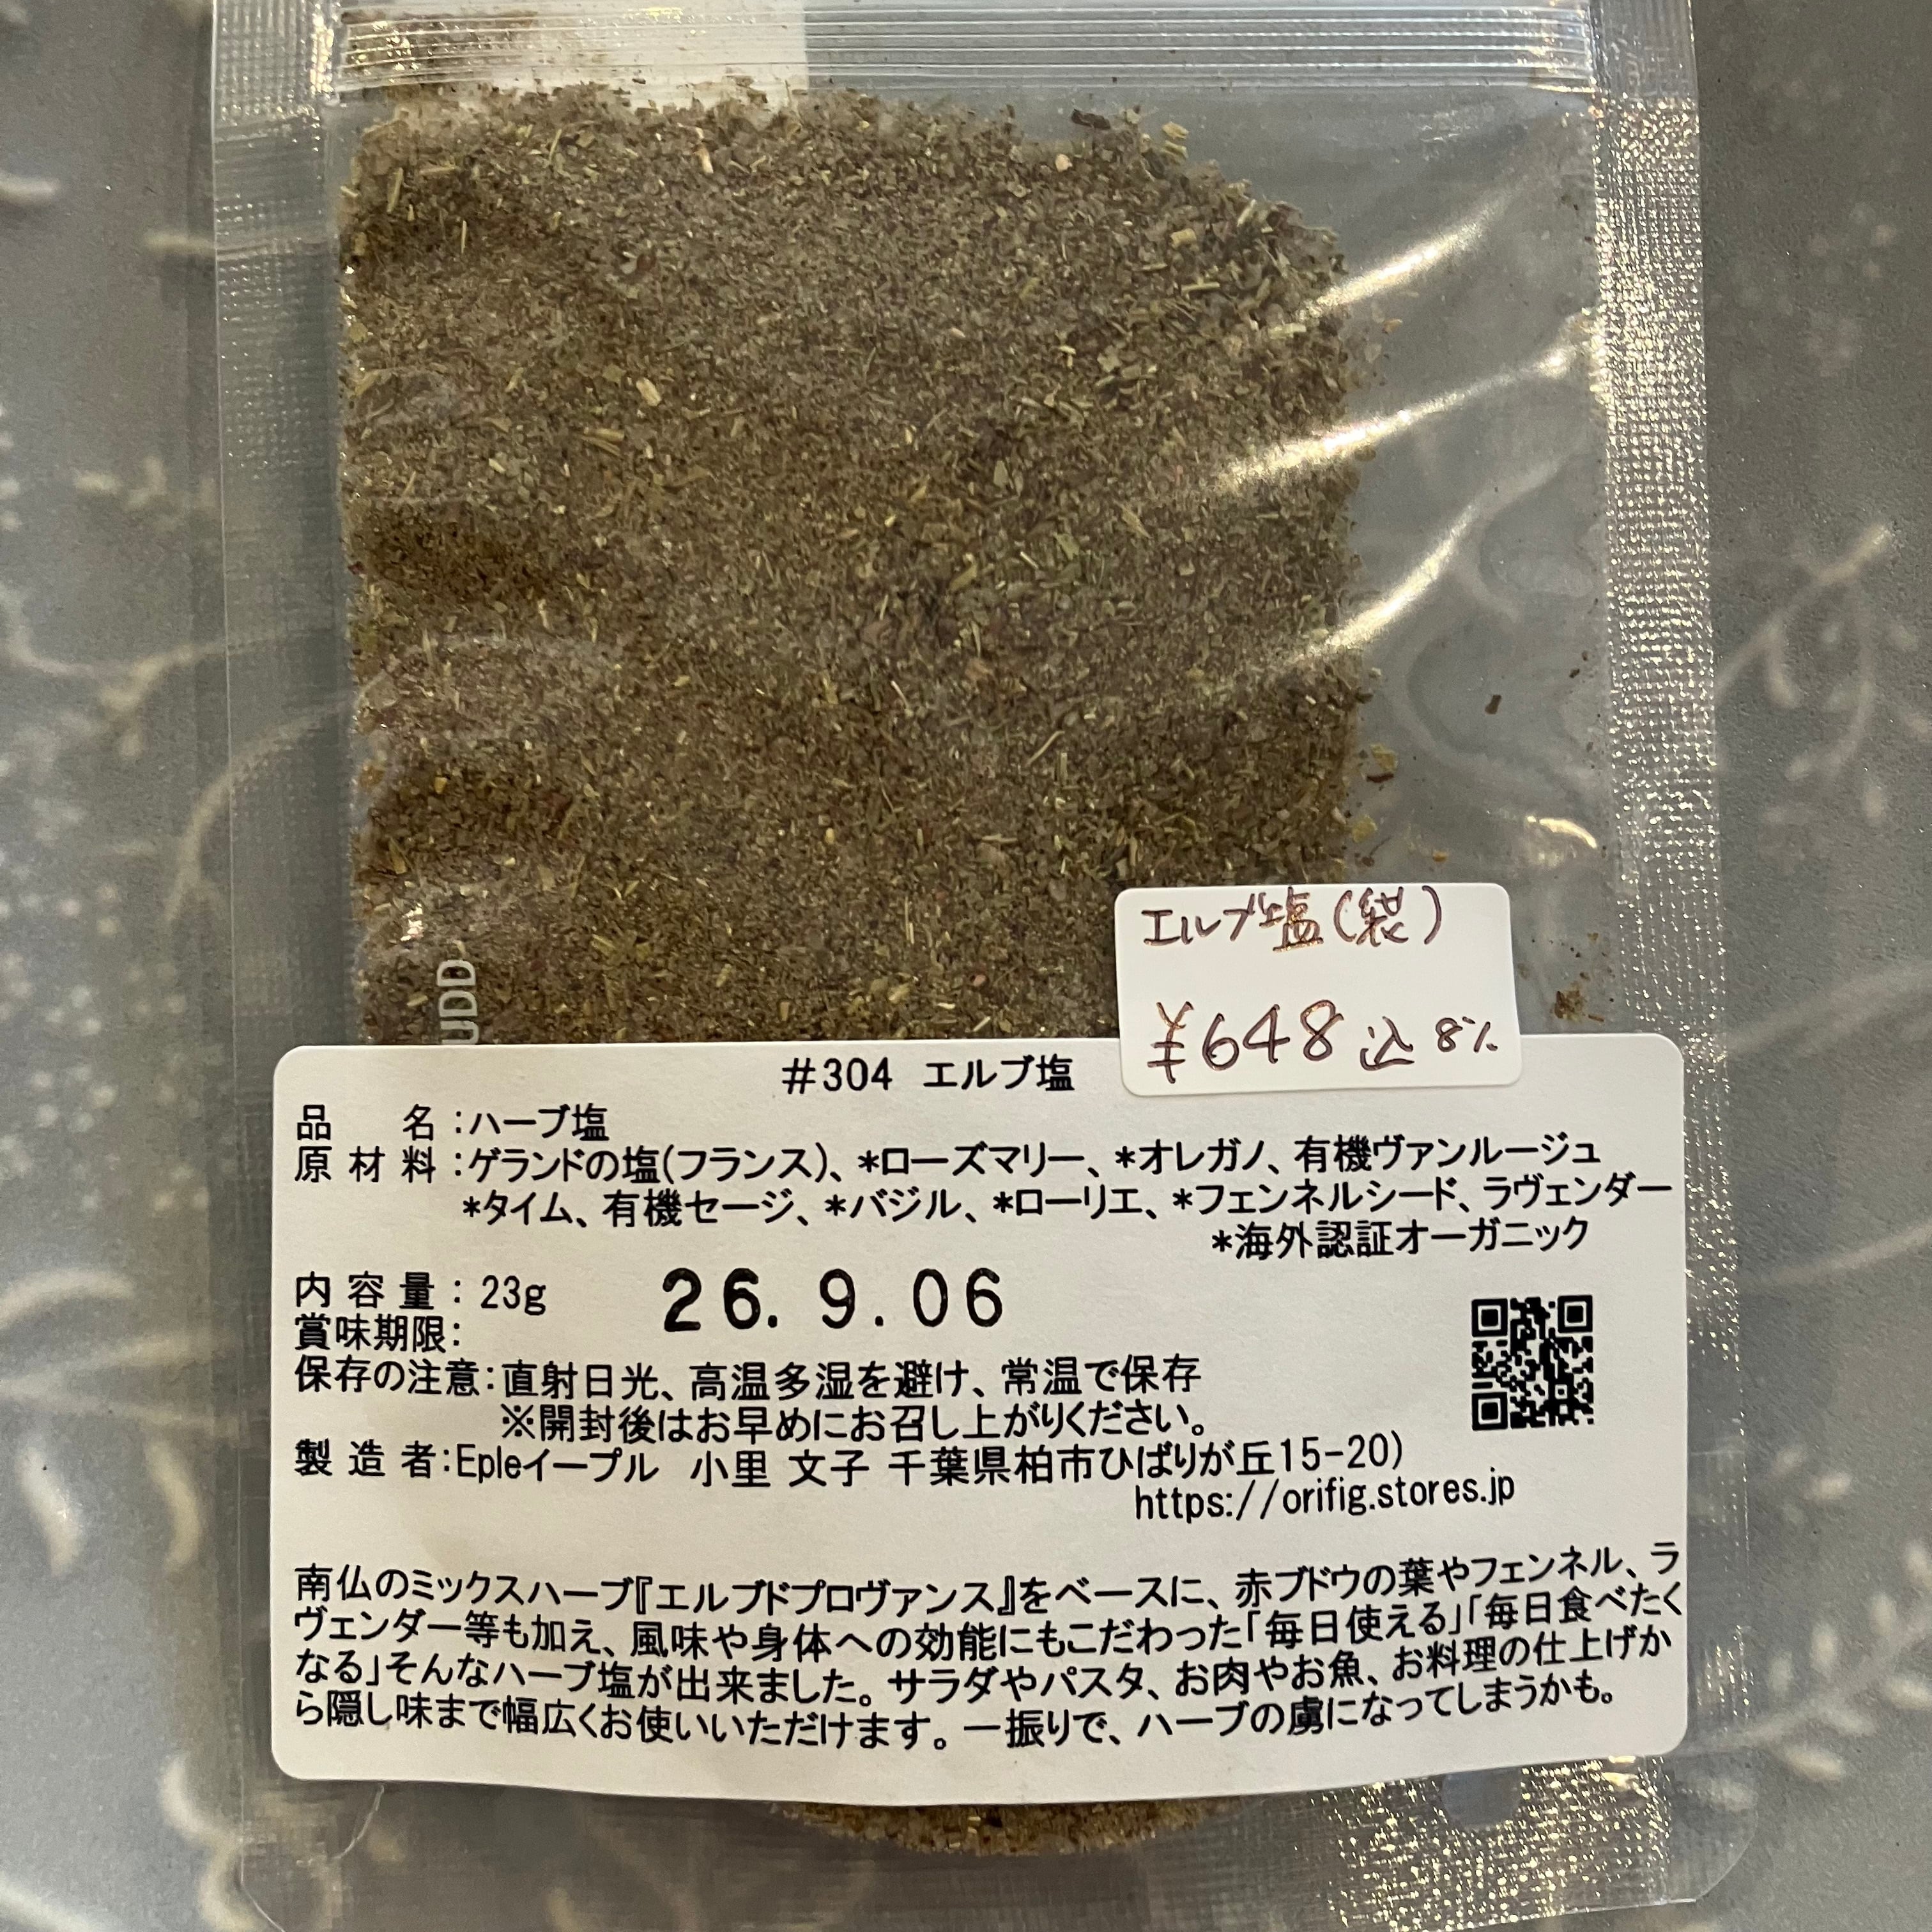 エルブ塩(袋)
¥648 込 8%
UDD
#304 エルブ塩
品名:ハーブ塩
原材料:ゲランドの塩(フランス)、*ローズマリー、*オレガノ、有機ヴァンルージュ
*タイム、有機セージ、*バジル、*ローリエ、*フェンネルシード、ラヴェンダー
*海外認証オーガニック
内容量:23g
26.9.06
賞味期限:
保存の注意:直射日光、高温多湿を避け、常温で保存
※開封後はお早めにお召し上がりください。
製造者:Epleイープル 小里 文子 千葉県柏市ひばりが丘15-20)
https://orifig.stores.jp
南仏のミックスハーブ『エルブドプロヴァンス』をベースに、赤ブドウの葉やフェンネル、ラ
ヴェンダー等も加え、風味や身体への効能にもこだわった「毎日使える」「毎日食べたく
なる」そんなハーブ塩が出来ました。サラダやパスタ、お肉やお魚、お料理の仕上げか
ら隠し味まで幅広くお使いいただけます。一振りで、ハーブの虜になってしまうかも。